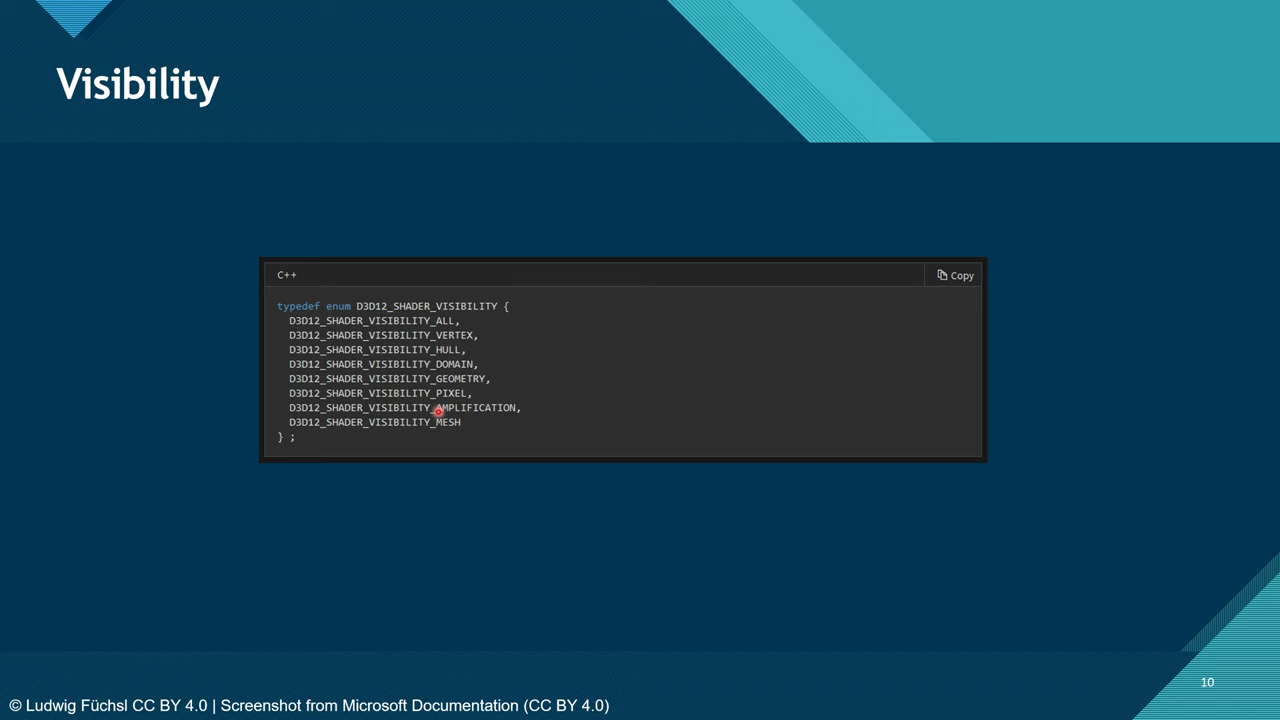 Visibility
C++
Copy
typedef enum D3D12_SHADER_VISIBILITY {
D3D12_SHADER_VISIBILITY_ALL,
D3D12_SHADER_VISIBILITY_VERTEX,
D3D12_SHADER_VISIBILITY_HULL,
D3D12_SHADER_VISIBILITY_DOMAIN,
D3D12_SHADER_VISIBILITY_GEOMETRY,
D3D12_SHADER_VISIBILITY_PIXEL,
D3D12_SHADER_VISIBILITY_AMPLIFICATION,
D3D12_SHADER_VISIBILITY_MESH
} ;
10
© Ludwig Füchsl CC BY 4.0 | Screenshot from Microsoft Documentation (CC BY 4.0)